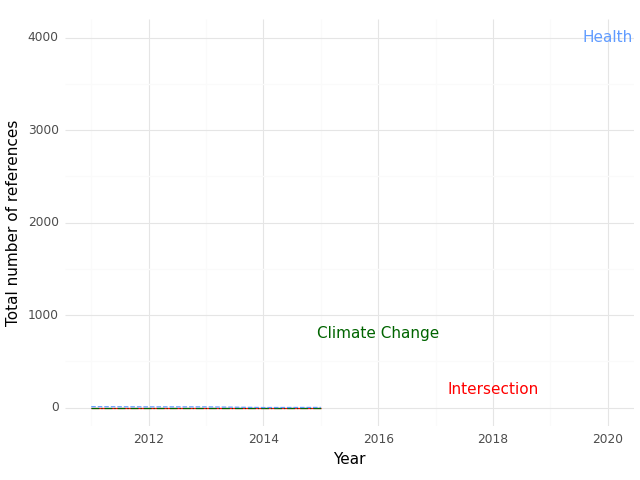 4000
Health
3000
2000
1000
Climate Change
Intersection
0
2012 2014 2016 2018 2020
Year
Total number of references